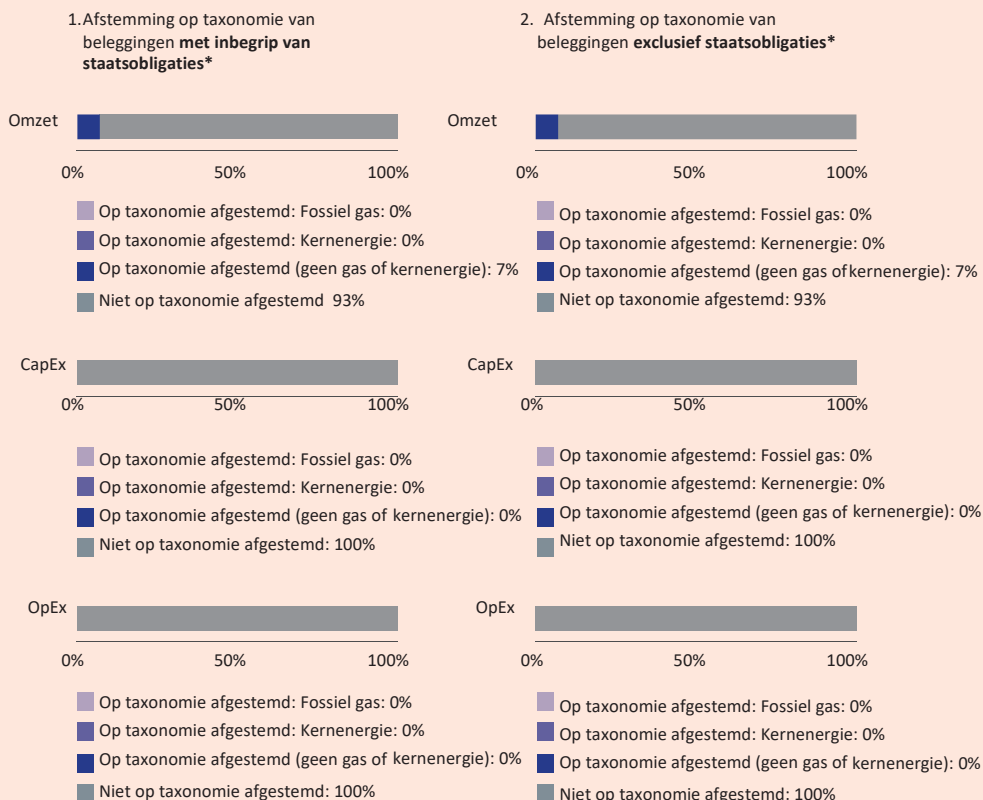 1.Afstemming op taxonomie van
beleggingen met inbegrip van
staatsobligaties*
2. Afstemming op taxonomie van
beleggingen exclusief staatsobligaties*
Omzet
0% 50% 100%
Op taxonomie afgestemd: Fossiel gas: 0%
Op taxonomie afgestemd: Kernenergie: 0%
Op taxonomie afgestemd (geen gas of kernenergie): 7%
Niet op taxonomie afgestemd 93%
Omzet
0% 50% 100%
Op taxonomie afgestemd: Fossiel gas: 0%
Op taxonomie afgestemd: Kernenergie: 0%
Op taxonomie afgestemd (geen gas of kernenergie): 7%
Niet op taxonomie afgestemd: 93%
CapEx
0% 50% 100%
Op taxonomie afgestemd: Fossiel gas: 0%
Op taxonomie afgestemd: Kernenergie: 0%
Op taxonomie afgestemd (geen gas of kernenergie): 0%
Niet op taxonomie afgestemd: 100%
CapEx
0% 50% 100%
Op taxonomie afgestemd: Fossiel gas: 0%
Op taxonomie afgestemd: Kernenergie: 0%
Op taxonomie afgestemd (geen gas of kernenergie): 0%
Niet op taxonomie afgestemd: 100%
OpEx
0% 50% 100%
Op taxonomie afgestemd: Fossiel gas: 0%
Op taxonomie afgestemd: Kernenergie: 0%
Op taxonomie afgestemd (geen gas of kernenergie): 0%
Niet op taxonomie afgestemd: 100%
OpEx
0% 50% 100%
Op taxonomie afgestemd: Fossiel gas: 0%
Op taxonomie afgestemd: Kernenergie: 0%
Op taxonomie afgestemd (geen gas of kernenergie): 0%
Niet op taxonomie afgestemd: 100%